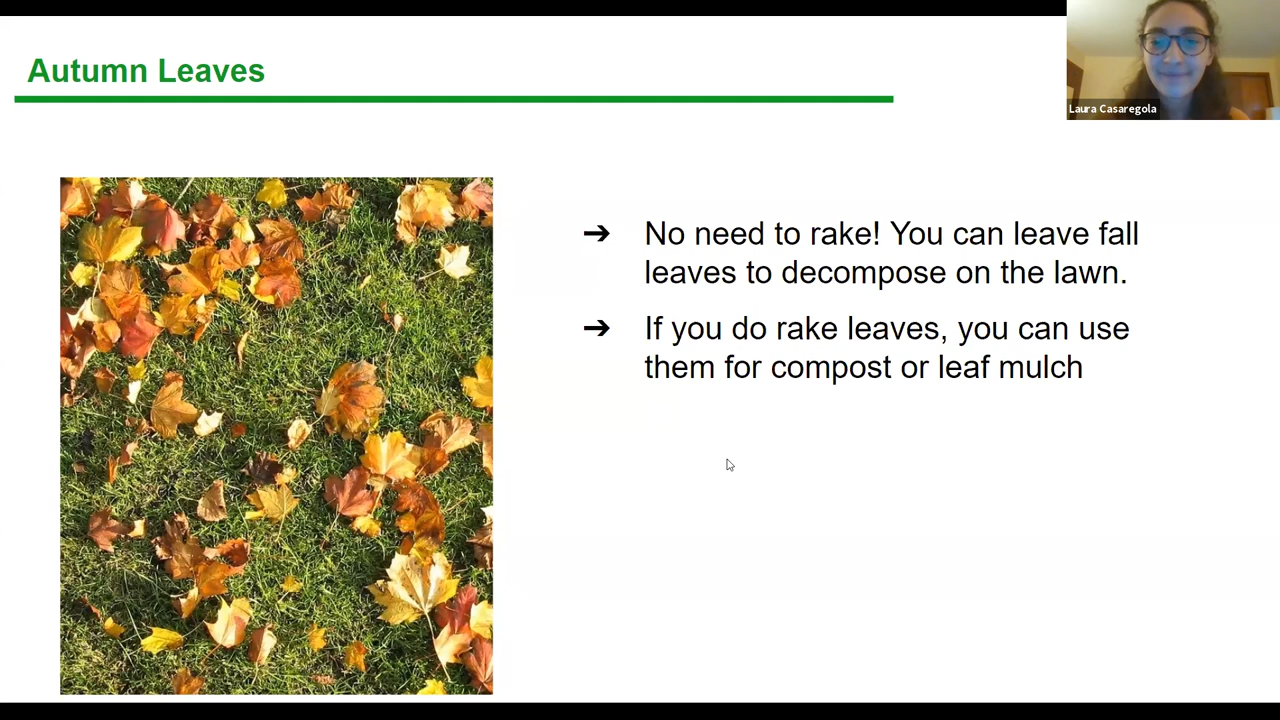 Autumn Leaves
Laura Casaregola
➔ No need to rake! You can leave fall
leaves to decompose on the lawn.
➔ If you do rake leaves, you can use
them for compost or leaf mulch